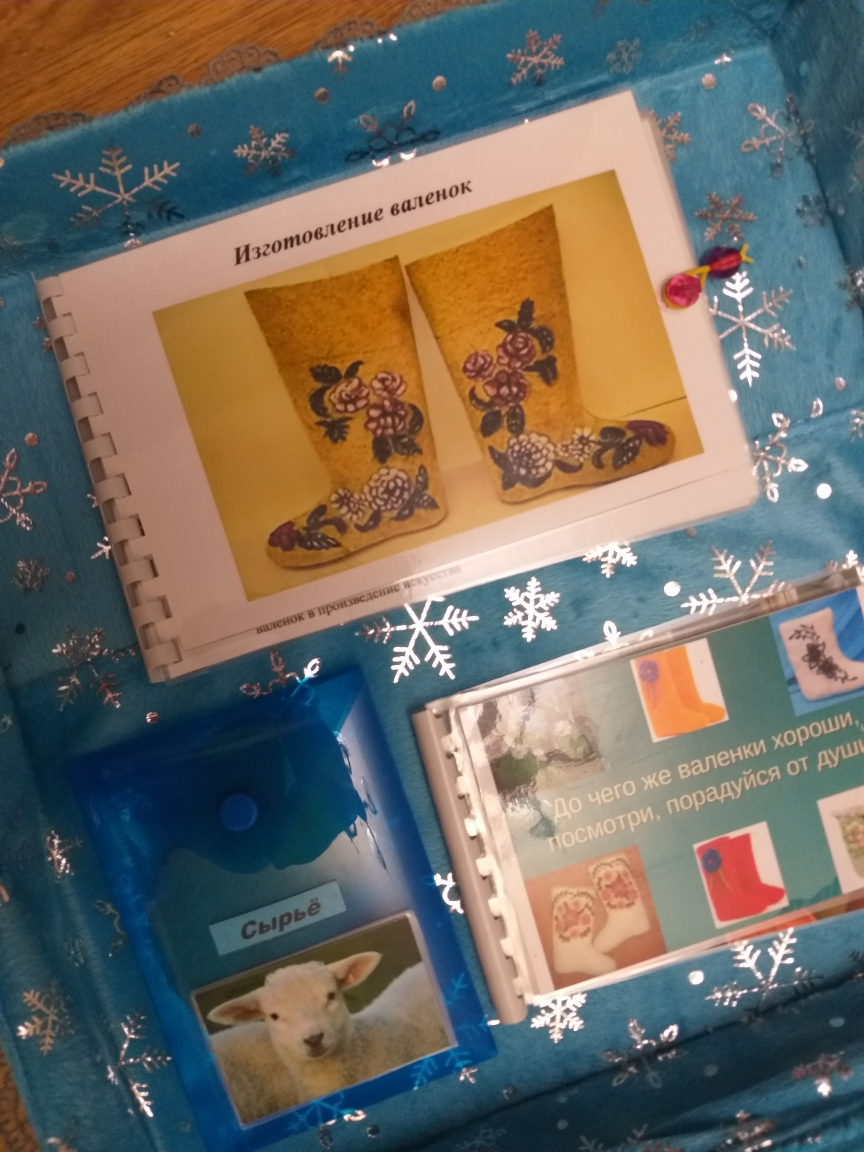 Изготовление валенок
валенок в произведение искусства
До чего же валенки хороши,
посмотри, порадуйся от души
Сырьё